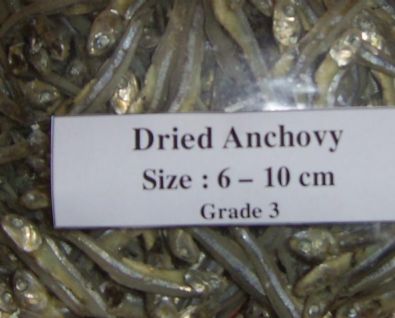 Dried Anchovy
Size : 6 – 10 cm
Grade 3